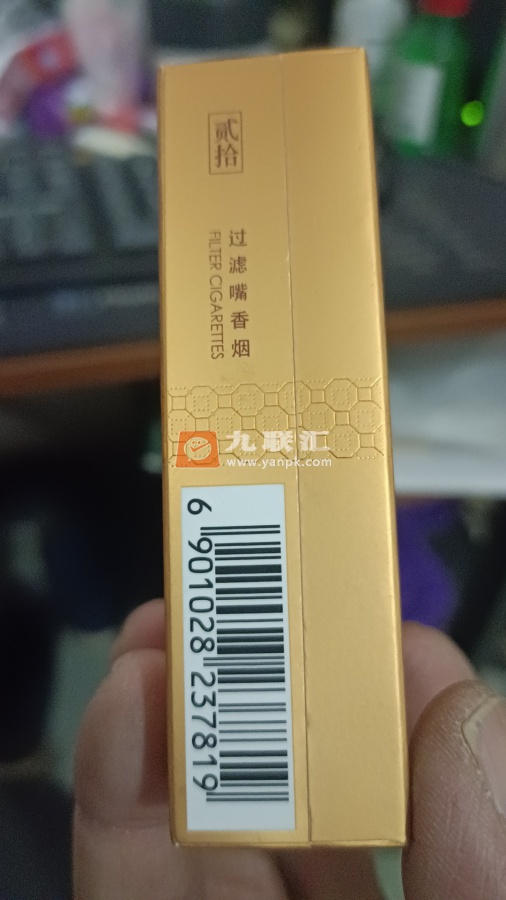 贰拾
过滤嘴香烟
FILTER CIGARETTES
九联汇
www.yanpk.com
6 901028 237819